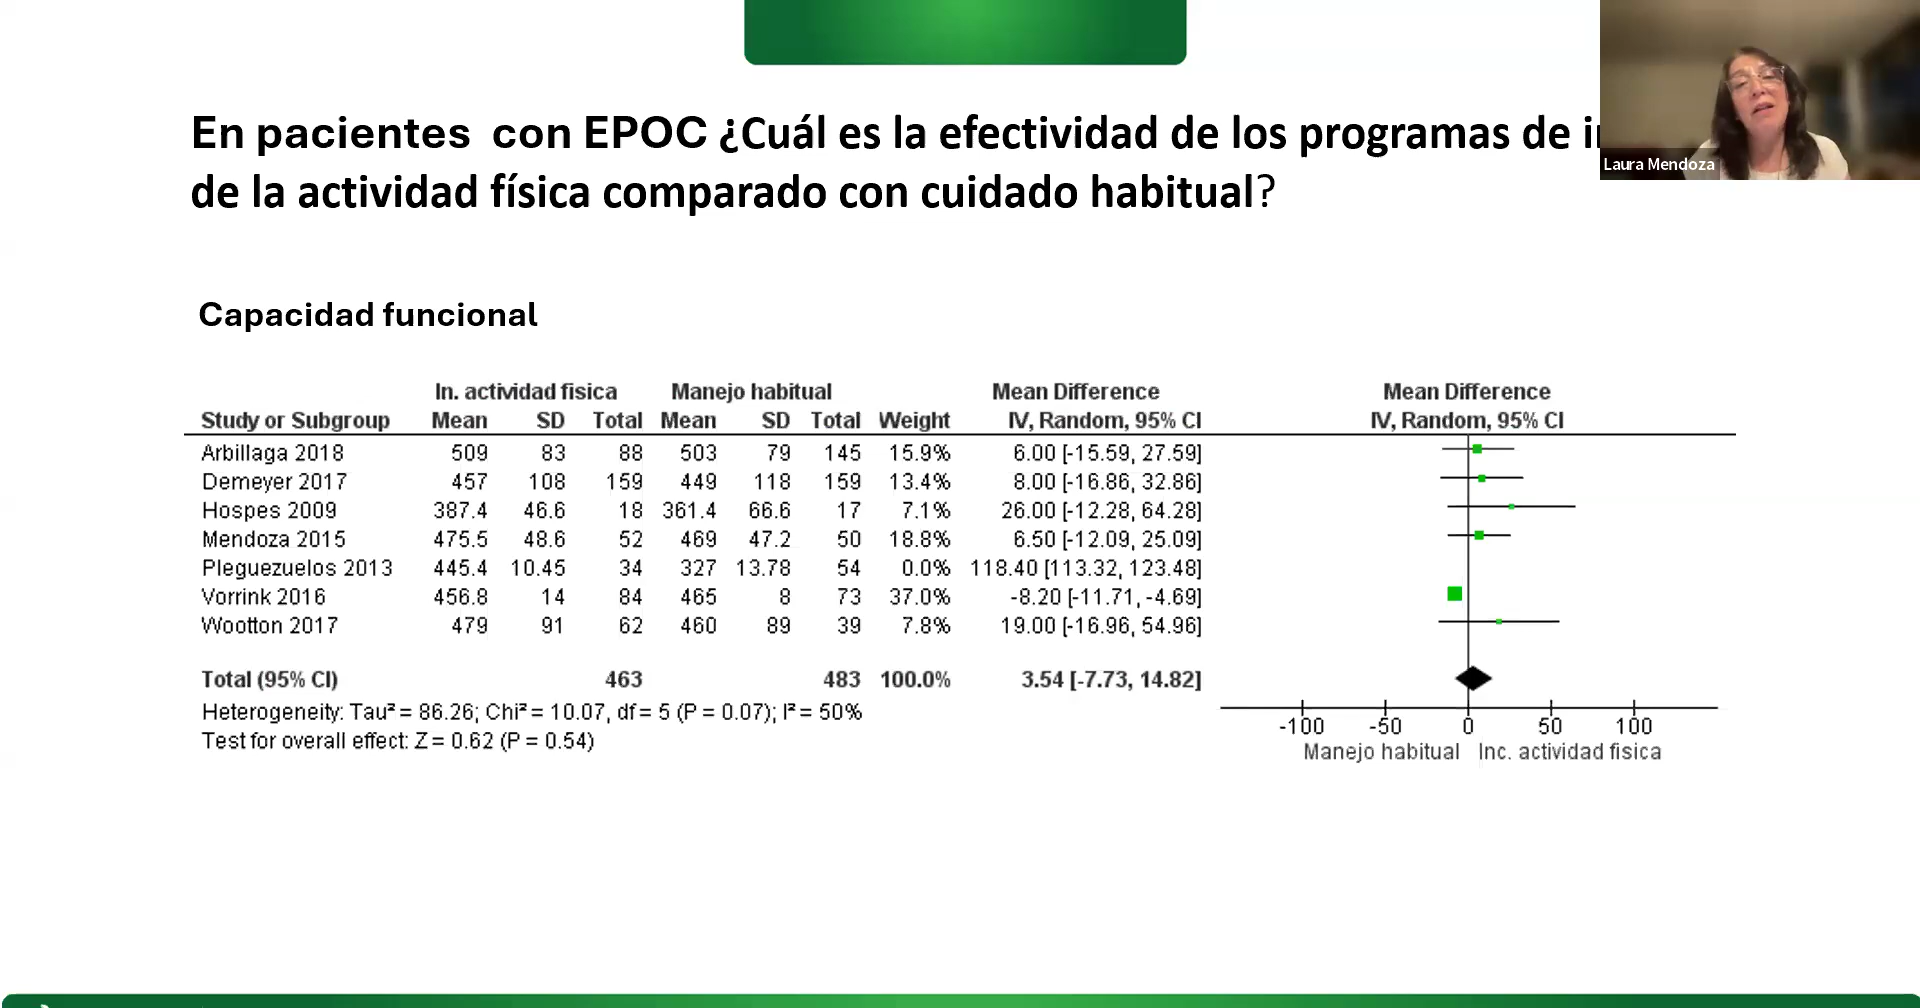 En pacientes con EPOC ¿Cuál es la efectividad de los programas de
de la actividad física comparado con cuidado habitual?
Laura Mendoza
Capacidad funcional
In. actividad fisica Manejo habitual Mean Difference Mean Difference
Study or Subgroup Mean SD Total Mean SD Total Weight IV, Random, 95% CI IV, Random, 95% CI
Arbillaga 2018 509 83 88 503 79 145 15.9% 6.00 [-15.59, 27.59]
Demeyer 2017 457 108 159 449 118 159 13.4% 8.00 [-16.86, 32.86]
Hospes 2009 387.4 46.6 18 361.4 66.6 17 7.1% 26.00 [-12.28, 64.28]
Mendoza 2015 475.5 48.6 52 469 47.2 50 18.8% 6.50 [-12.09, 25.09]
Pleguezuelos 2013 445.4 10.45 34 327 13.78 54 0.0% 118.40 [113.32, 123.48]
Vorrink 2016 456.8 14 84 465 8 73 37.0% -8.20 [-11.71, -4.69]
Wootton 2017 479 91 62 460 89 39 7.8% 19.00 [-16.96, 54.96]
Total (95% CI) 463 483 100.0% 3.54 [-7.73, 14.82]
Heterogeneity: Tau² = 86.26; Chi² = 10.07, df = 5 (P = 0.07); I² = 50%
Test for overall effect: Z = 0.62 (P = 0.54)
-100 -50 0 50 100
Manejo habitual Inc. actividad fisica